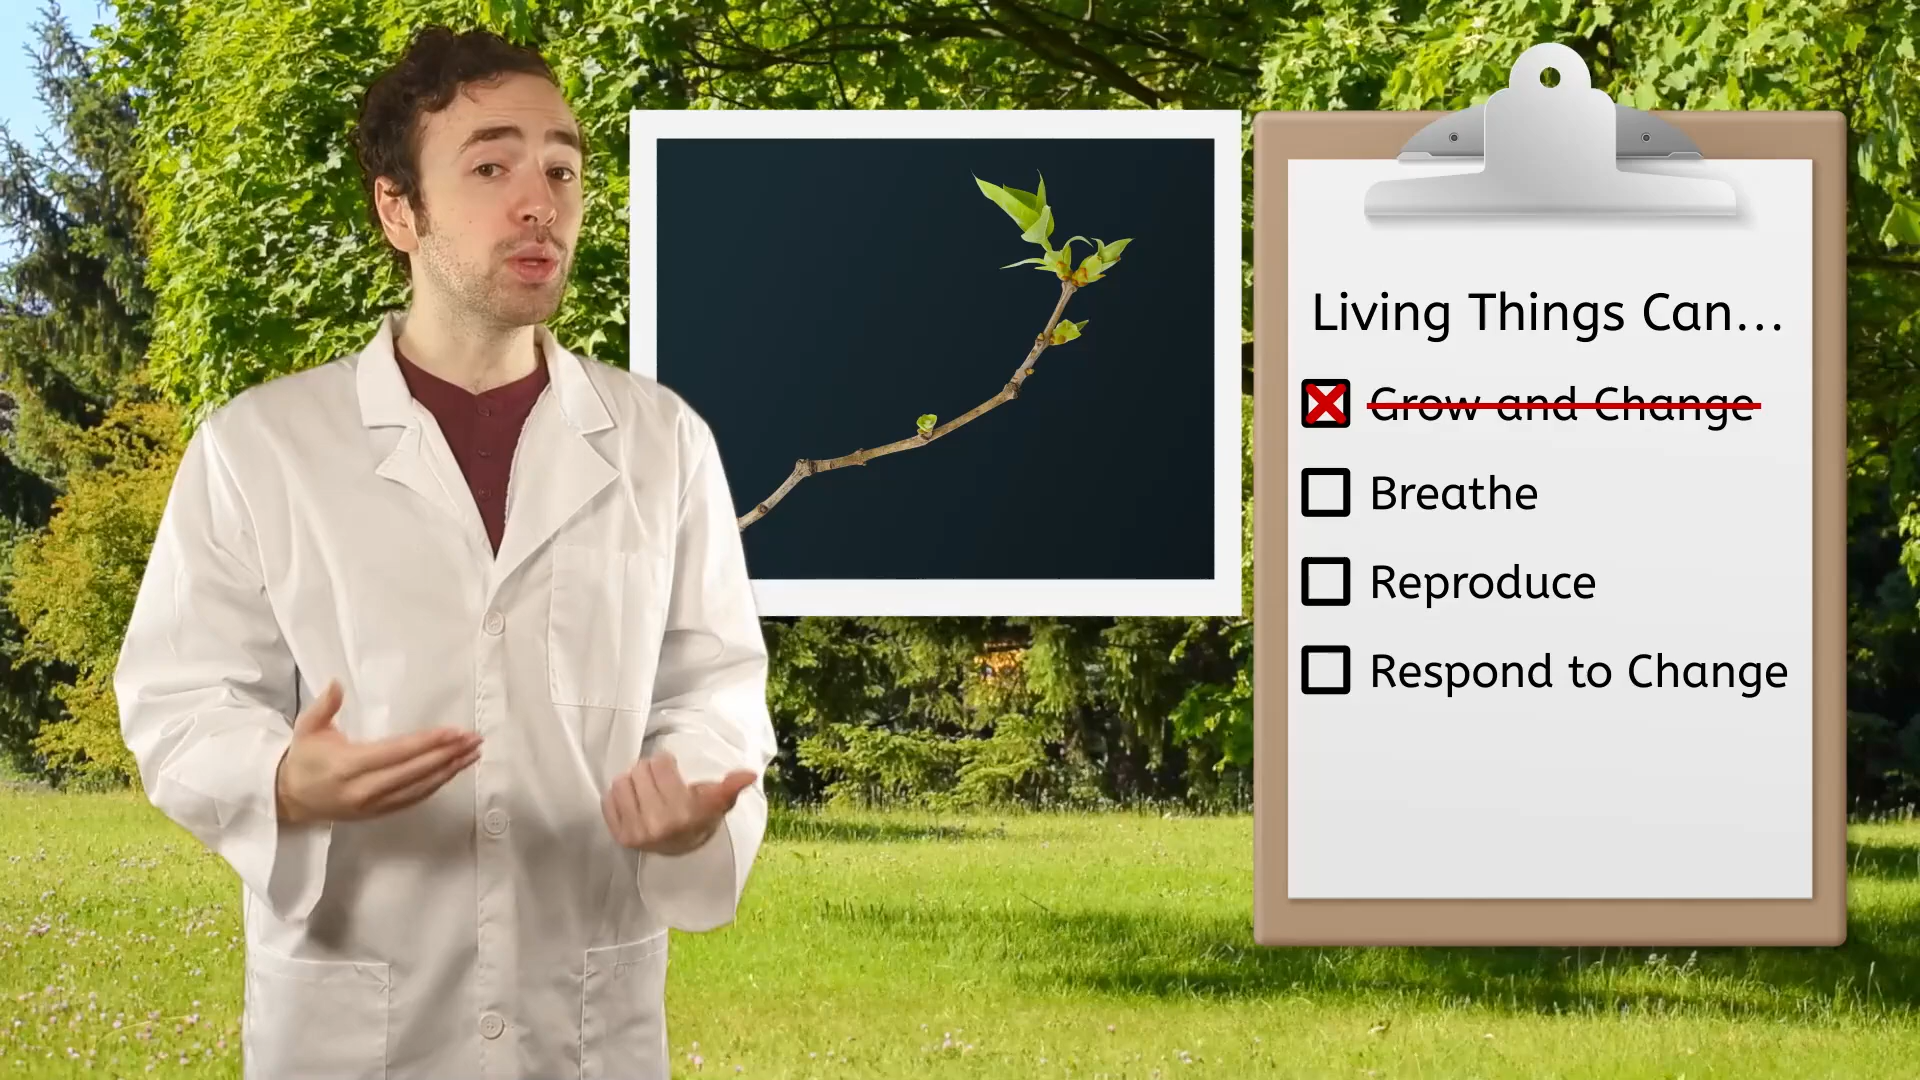 Living Things Can...
Grow and Change
Breathe
Reproduce
Respond to Change